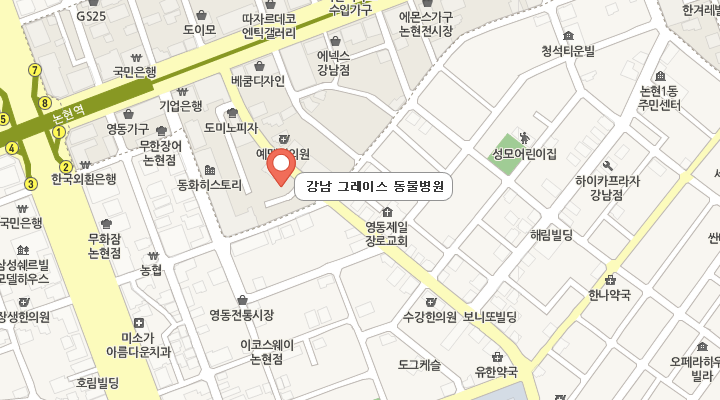 GS25
도이모
따자르데코
엔틱갤러리
수입가구
에몬스가구
논현전시장
한겨레
국민은행
에넥스
강남점
청석티운빌
베쿰디자인
기업은행
논현1동
주민센터
7
8
5
4
1
2
3
논현역
영동가구
무한장어
논현점
도미노피자
성모어린이집
한국외환은행
동화히스토리
강남 그레이스 동물병원
하이카프라자
강남점
국민은행
무화잠
논현점
영동제일
장로교회
해림빌딩
삼성쉐르빌
모델하우스
농협
장생한의원
영동전통시장
수강한의원
보니또빌딩
한나약국
미소가
아름다운치과
이코스웨이
논현점
도그케슬
유한약국
오페라하우
빌라
호림빌딩